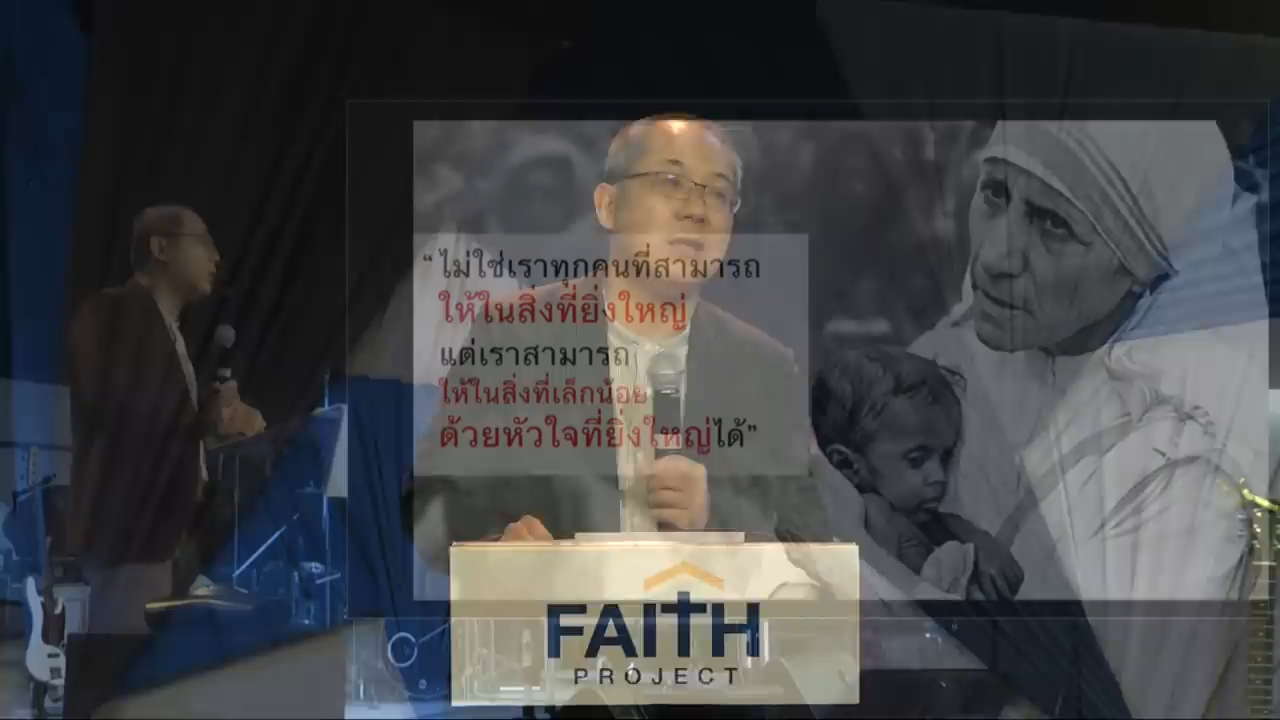 “ไม่ใช่เราทุกคนที่สามารถ
ให้ในสิ่งที่ยิ่งใหญ่
แต่เราสามารถ
ให้ในสิ่งที่เล็กน้อย
ด้วยหัวใจที่ยิ่งใหญ่ได้”
FAITH
PROJECT